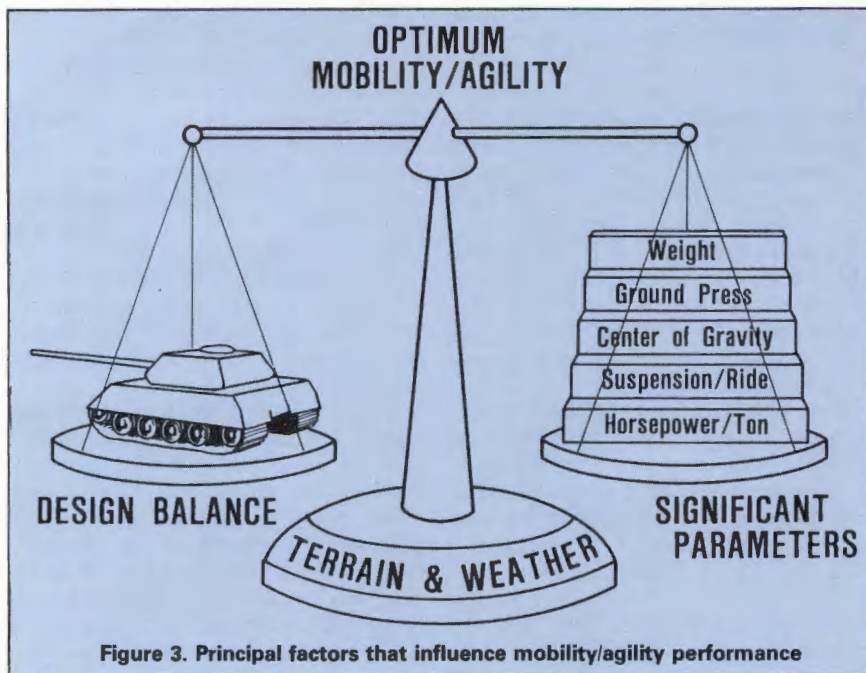 OPTIMUM
MOBILITY/AGILITY
Weight
Ground Press
Center of Gravity
Suspension/Ride
Horsepower/Ton
DESIGN BALANCE
SIGNIFICANT
PARAMETERS
TERRAIN & WEATHER
Figure 3. Principal factors that influence mobility/agility performance